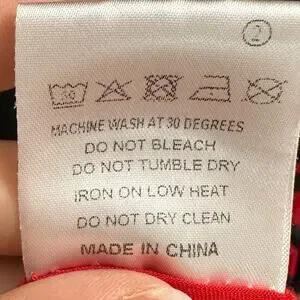 2
30
MACHINE WASH AT 30 DEGREES
DO NOT BLEACH
DO NOT TUMBLE DRY
IRON ON LOW HEAT
DO NOT DRY CLEAN
MADE IN CHINA